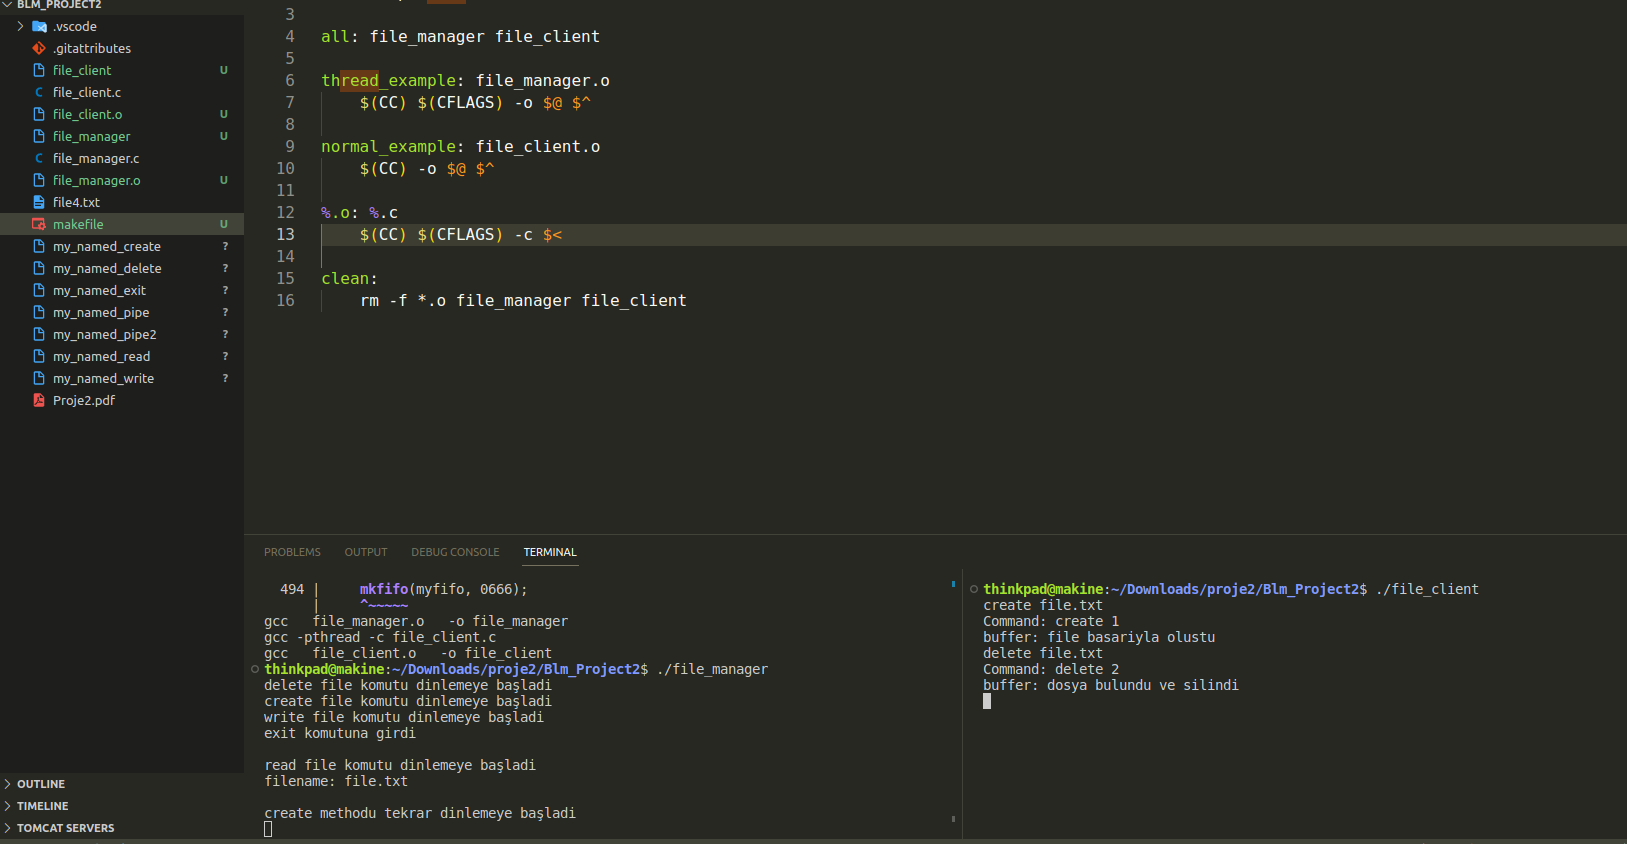 BLM_PROJECT2
.vscode
.gitattributes
file_client U
file_client.c
file_client.o U
file_manager U
file_manager.c
file_manager.o U
file4.txt
makefile U
my_named_create ?
my_named_delete ?
my_named_exit ?
my_named_pipe ?
my_named_pipe2 ?
my_named_read ?
my_named_write ?
Proje2.pdf
OUTLINE
TIMELINE
TOMCAT SERVERS
3
4 all: file_manager file_client
5
6 thread_example: file_manager.o
7 $(CC) $(CFLAGS) -o $@ $^
8
9 normal_example: file_client.o
10 $(CC) -o $@ $^
11
12 %.o: %.c
13 $(CC) $(CFLAGS) -c $<
14
15 clean:
16 rm -f *.o file_manager file_client
PROBLEMS OUTPUT DEBUG CONSOLE TERMINAL
494 | mkfifo(myfifo, 0666);
| ^~~~~~
gcc file_manager.o -o file_manager
gcc -pthread -c file_client.c
gcc file_client.o -o file_client
thinkpad@makine:~/Downloads/proje2/Blm_Project2$ ./file_manager
delete file komutu dinlemeye başladi
create file komutu dinlemeye başladi
write file komutu dinlemeye başladi
exit komutuna girdi
read file komutu dinlemeye başladi
filename: file.txt
create methodu tekrar dinlemeye başladi
thinkpad@makine:~/Downloads/proje2/Blm_Project2$ ./file_client
create file.txt
Command: create 1
buffer: file basariyla olustu
delete file.txt
Command: delete 2
buffer: dosya bulundu ve silindi